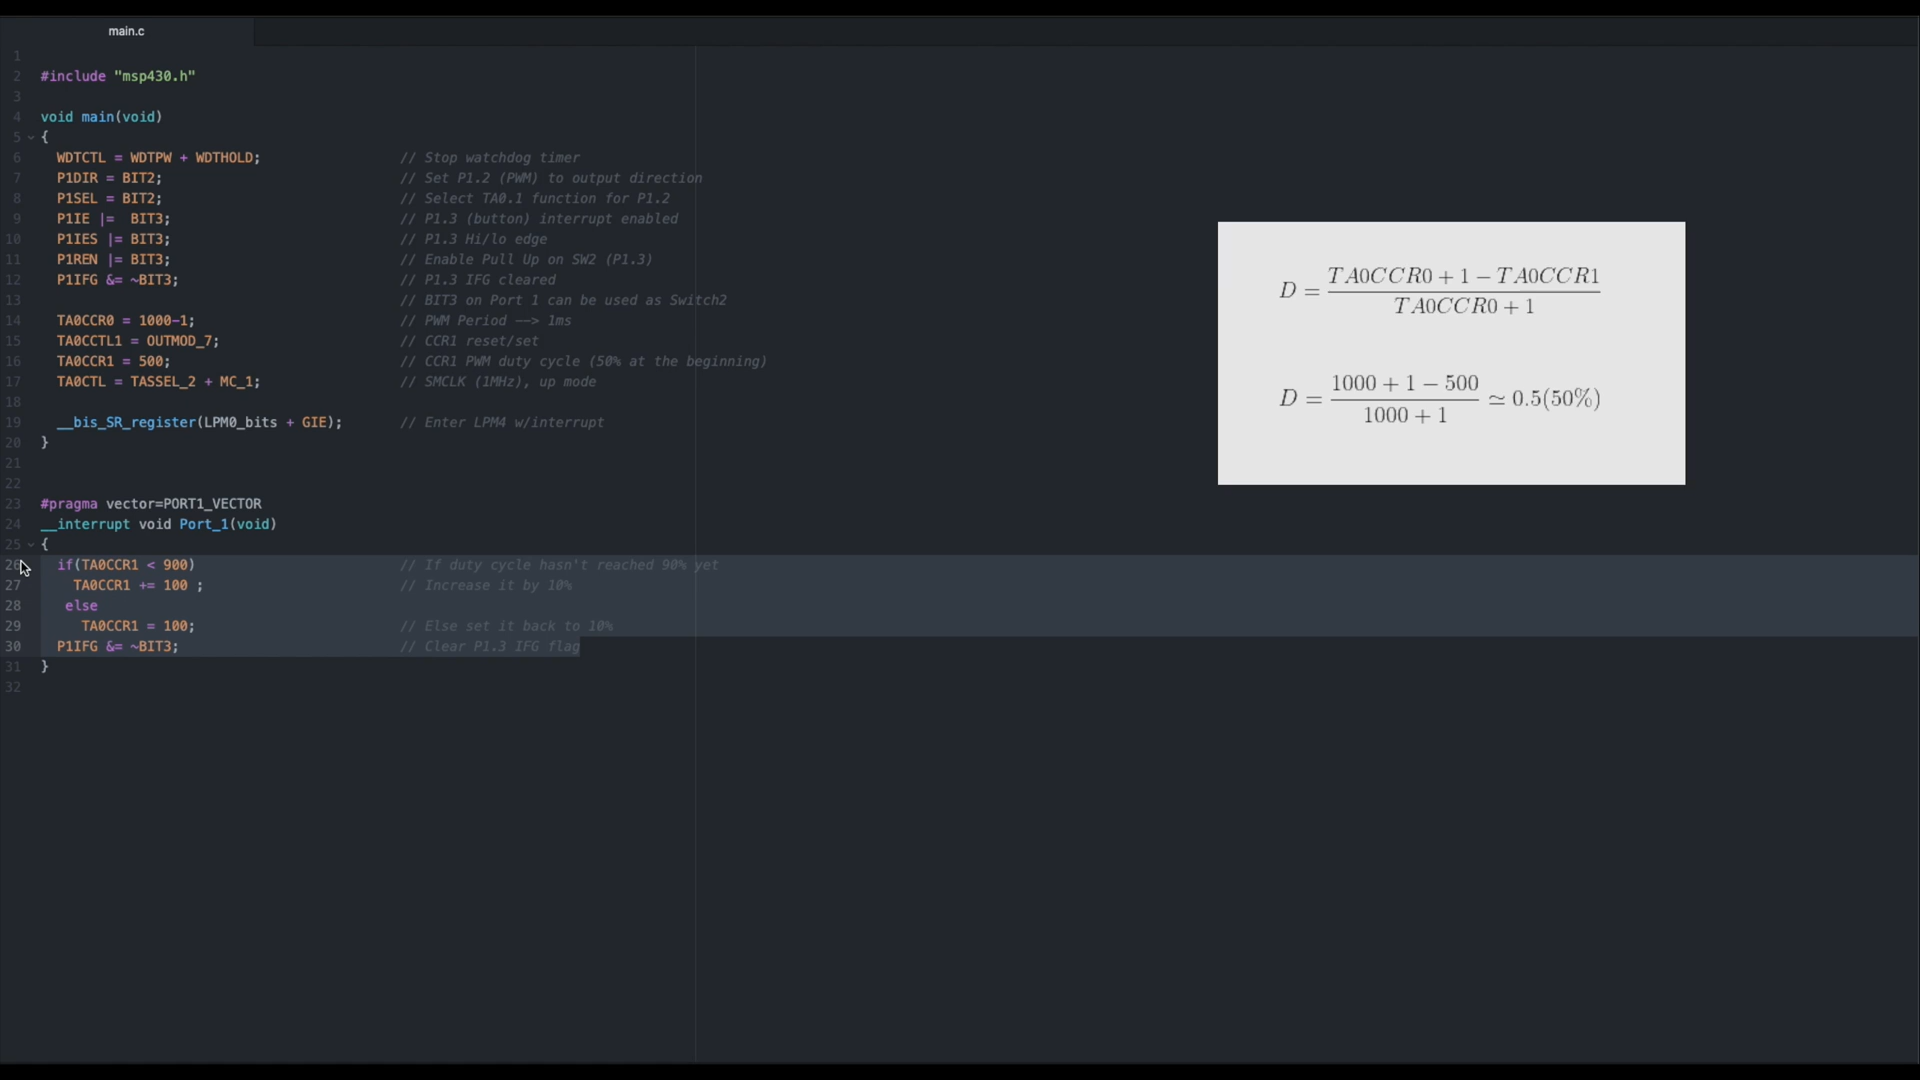 main.c
1
2 #include "msp430.h"
3
4 void main(void)
5 {
6 WDTCTL = WDTPW + WDTHOLD; // Stop watchdog timer
7 P1DIR = BIT2; // Set P1.2 (PWM) to output direction
8 P1SEL = BIT2; // Select TA0.1 function for P1.2
9 P1IE |= BIT3; // P1.3 (button) interrupt enabled
10 P1IES |= BIT3; // P1.3 Hi/lo edge
11 P1REN |= BIT3; // Enable Pull Up on SW2 (P1.3)
12 P1IFG &= ~BIT3; // P1.3 IFG cleared
13 // BIT3 on Port 1 can be used as Switch2
14 TA0CCR0 = 1000-1; // PWM Period --> 1ms
15 TA0CCTL1 = OUTMOD_7; // CCR1 reset/set
16 TA0CCR1 = 500; // CCR1 PWM duty cycle (50% at the beginning)
17 TA0CTL = TASSEL_2 + MC_1; // SMCLK (1MHz), up mode
18
19 __bis_SR_register(LPM0_bits + GIE); // Enter LPM4 w/interrupt
20 }
21
22
23 #pragma vector=PORT1_VECTOR
24 __interrupt void Port_1(void)
25 {
26 if(TA0CCR1 < 900) // If duty cycle hasn't reached 90% yet
27 TA0CCR1 += 100 ; // Increase it by 10%
28 else
29 TA0CCR1 = 100; // Else set it back to 10%
30 P1IFG &= ~BIT3; // Clear P1.3 IFG flag
31 }
32
TA0CCR0 + 1 − TA0CCR1
D =
TA0CCR0 + 1
1000 + 1 − 500
D = ≃ 0.5(50%)
1000 + 1